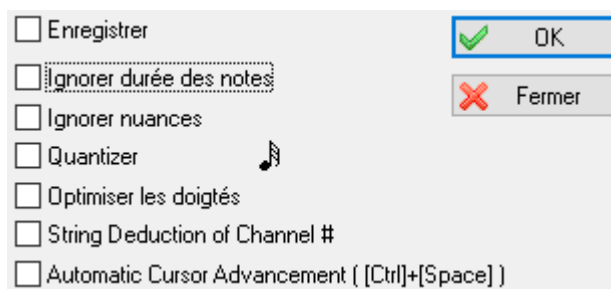 Enregistrer
OK
Ignorer durée des notes
Fermer
Ignorer nuances
Quantizer
Optimiser les doigtés
String Deduction of Channel #
Automatic Cursor Advancement ( [Ctrl]+[Space] )